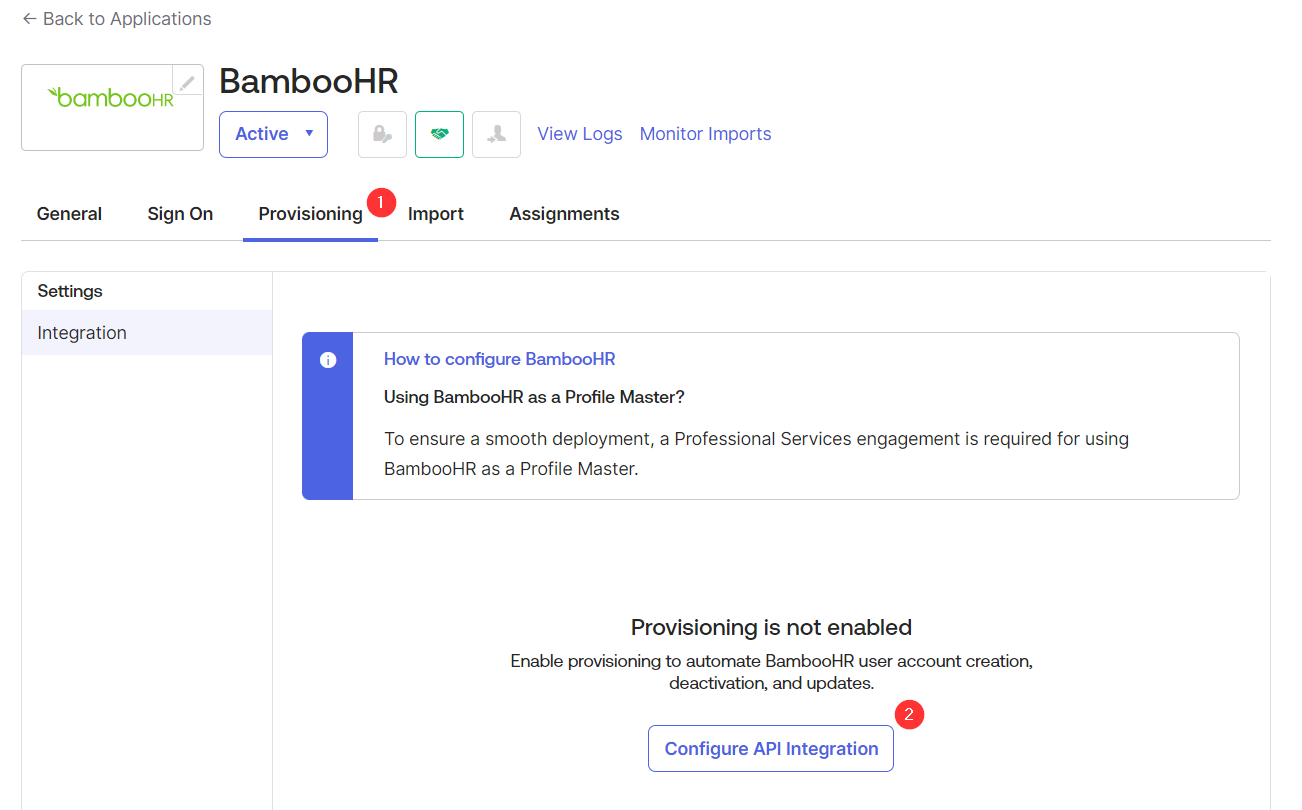 ← Back to Applications
bambooHR
BambooHR
Active ▼
View Logs Monitor Imports
General Sign On Provisioning 1 Import Assignments
Settings
Integration
How to configure BambooHR
Using BambooHR as a Profile Master?
To ensure a smooth deployment, a Professional Services engagement is required for using
BambooHR as a Profile Master.
Provisioning is not enabled
Enable provisioning to automate BambooHR user account creation,
deactivation, and updates.
2
Configure API Integration